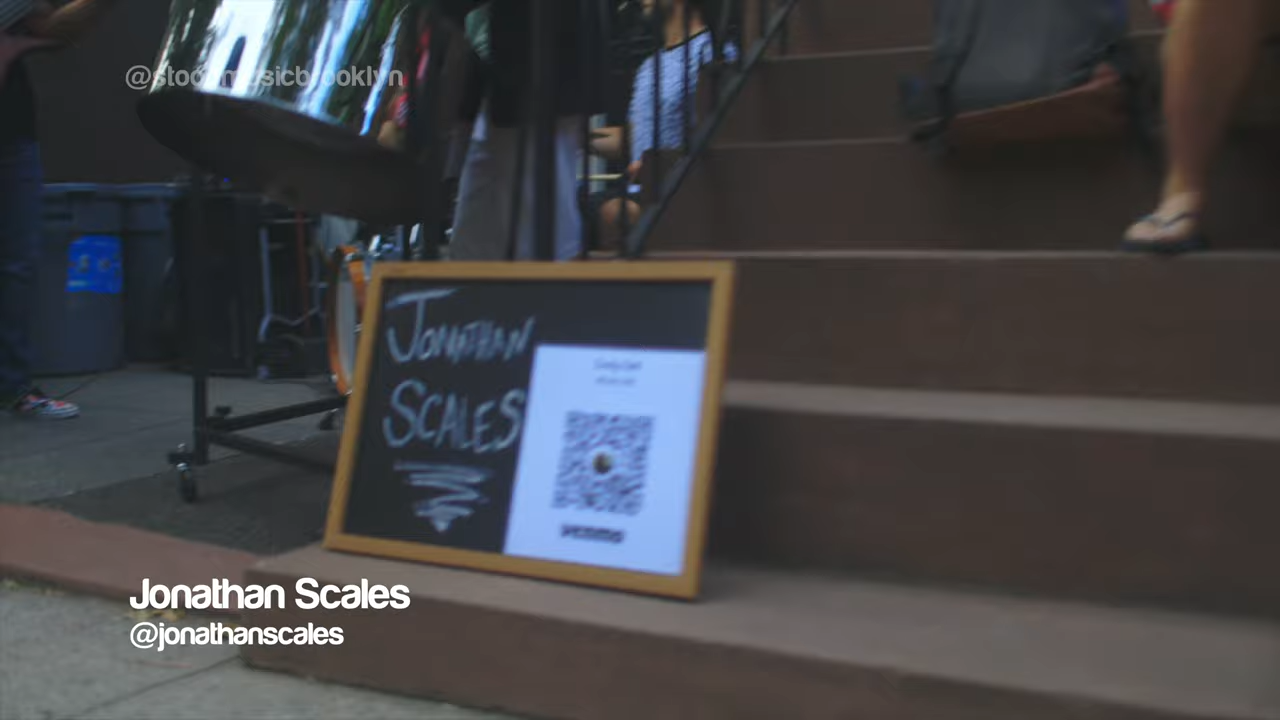 @stoopmusicbrooklyn
JONATHAN
SCALES
venmo
Jonathan Scales
@jonathanscales